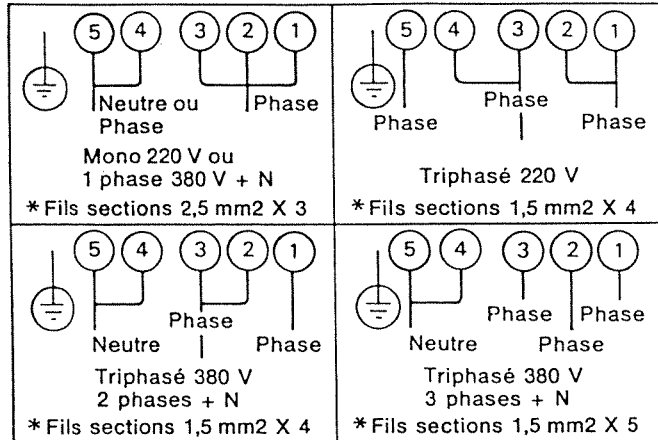 5 4 3 2 1
Neutre ou
Phase
Phase
Mono 220 V ou
1 phase 380 V + N
* Fils sections 2,5 mm2 X 3
5 4 3 2 1
Phase
Phase
Phase
Triphasé 220 V
* Fils sections 1,5 mm2 X 4
5 4 3 2 1
Phase
Neutre
Phase
Triphasé 380 V
2 phases + N
* Fils sections 1,5 mm2 X 4
5 4 3 2 1
Phase
Phase
Neutre
Phase
Triphasé 380 V
3 phases + N
* Fils sections 1,5 mm2 X 5